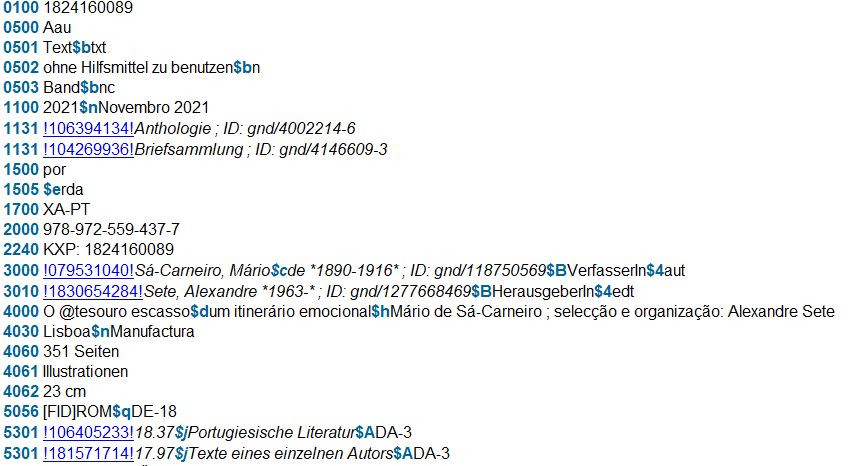 0100 1824160089
0500 Aau
0501 Text$btxt
0502 ohne Hilfsmittel zu benutzen$bn
0503 Band$bnc
1100 2021$nNovembro 2021
1131 !106394134!Anthologie ; ID: gnd/4002214-6
1131 !104269936!Briefsammlung ; ID: gnd/4146609-3
1500 por
1505 $erda
1700 XA-PT
2000 978-972-559-437-7
2240 KXP: 1824160089
3000 !079531040!Sá-Carneiro, Mário$cde *1890-1916* ; ID: gnd/118750569$BVerfasserIn$4aut
3010 !1830654284!Sete, Alexandre *1963-* ; ID: gnd/1277668469$BHerausgeberIn$4edt
4000 O @tesouro escasso$dum itinerário emocional$hMário de Sá-Carneiro ; selecção e organização: Alexandre Sete
4030 Lisboa$nManufactura
4060 351 Seiten
4061 Illustrationen
4062 23 cm
5056 [FID]ROM$qDE-18
5301 !106405233!18.37$jPortugiesische Literatur$ADA-3
5301 !181571714!17.97$jTexte eines einzelnen Autors$ADA-3